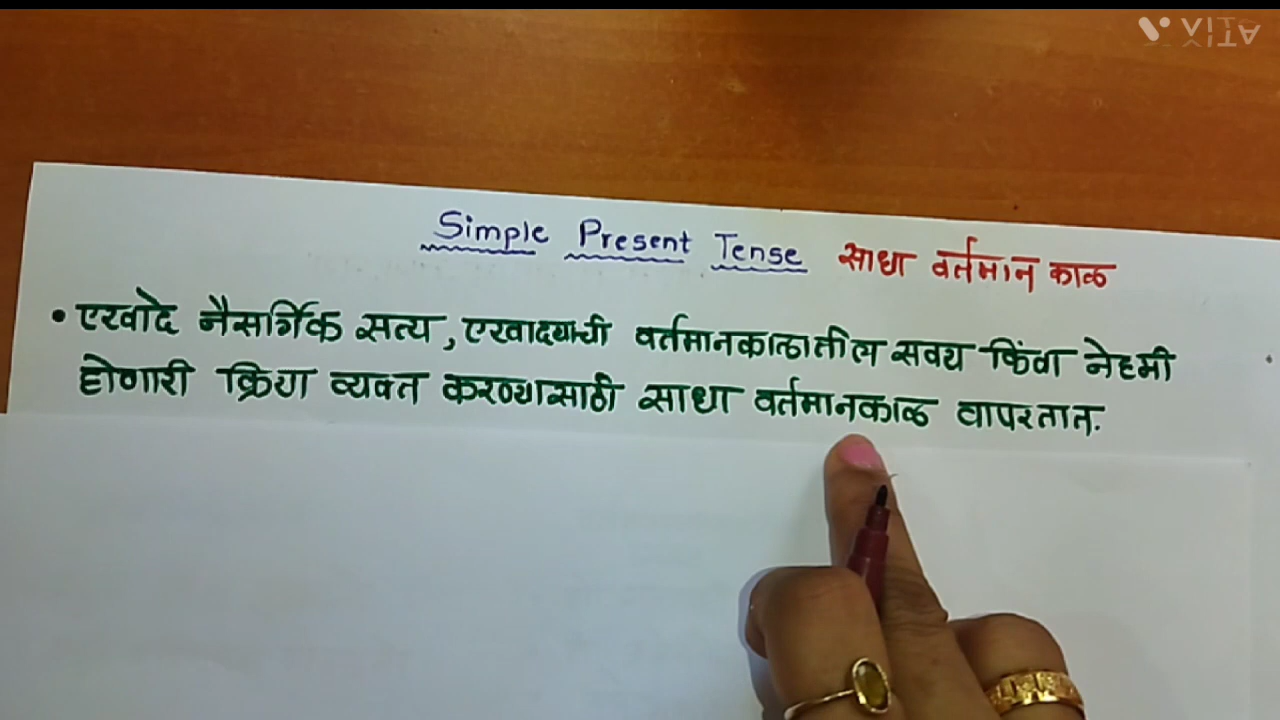 VITA
Simple Present Tense साधा वर्तमान काळ
• एखादे नैसर्गिक सत्य, एखाद्याची वर्तमानकाळातील सवय किंवा नेहमी
होणारी क्रिया व्यक्त करण्यासाठी साधा वर्तमानकाळ वापरतात.